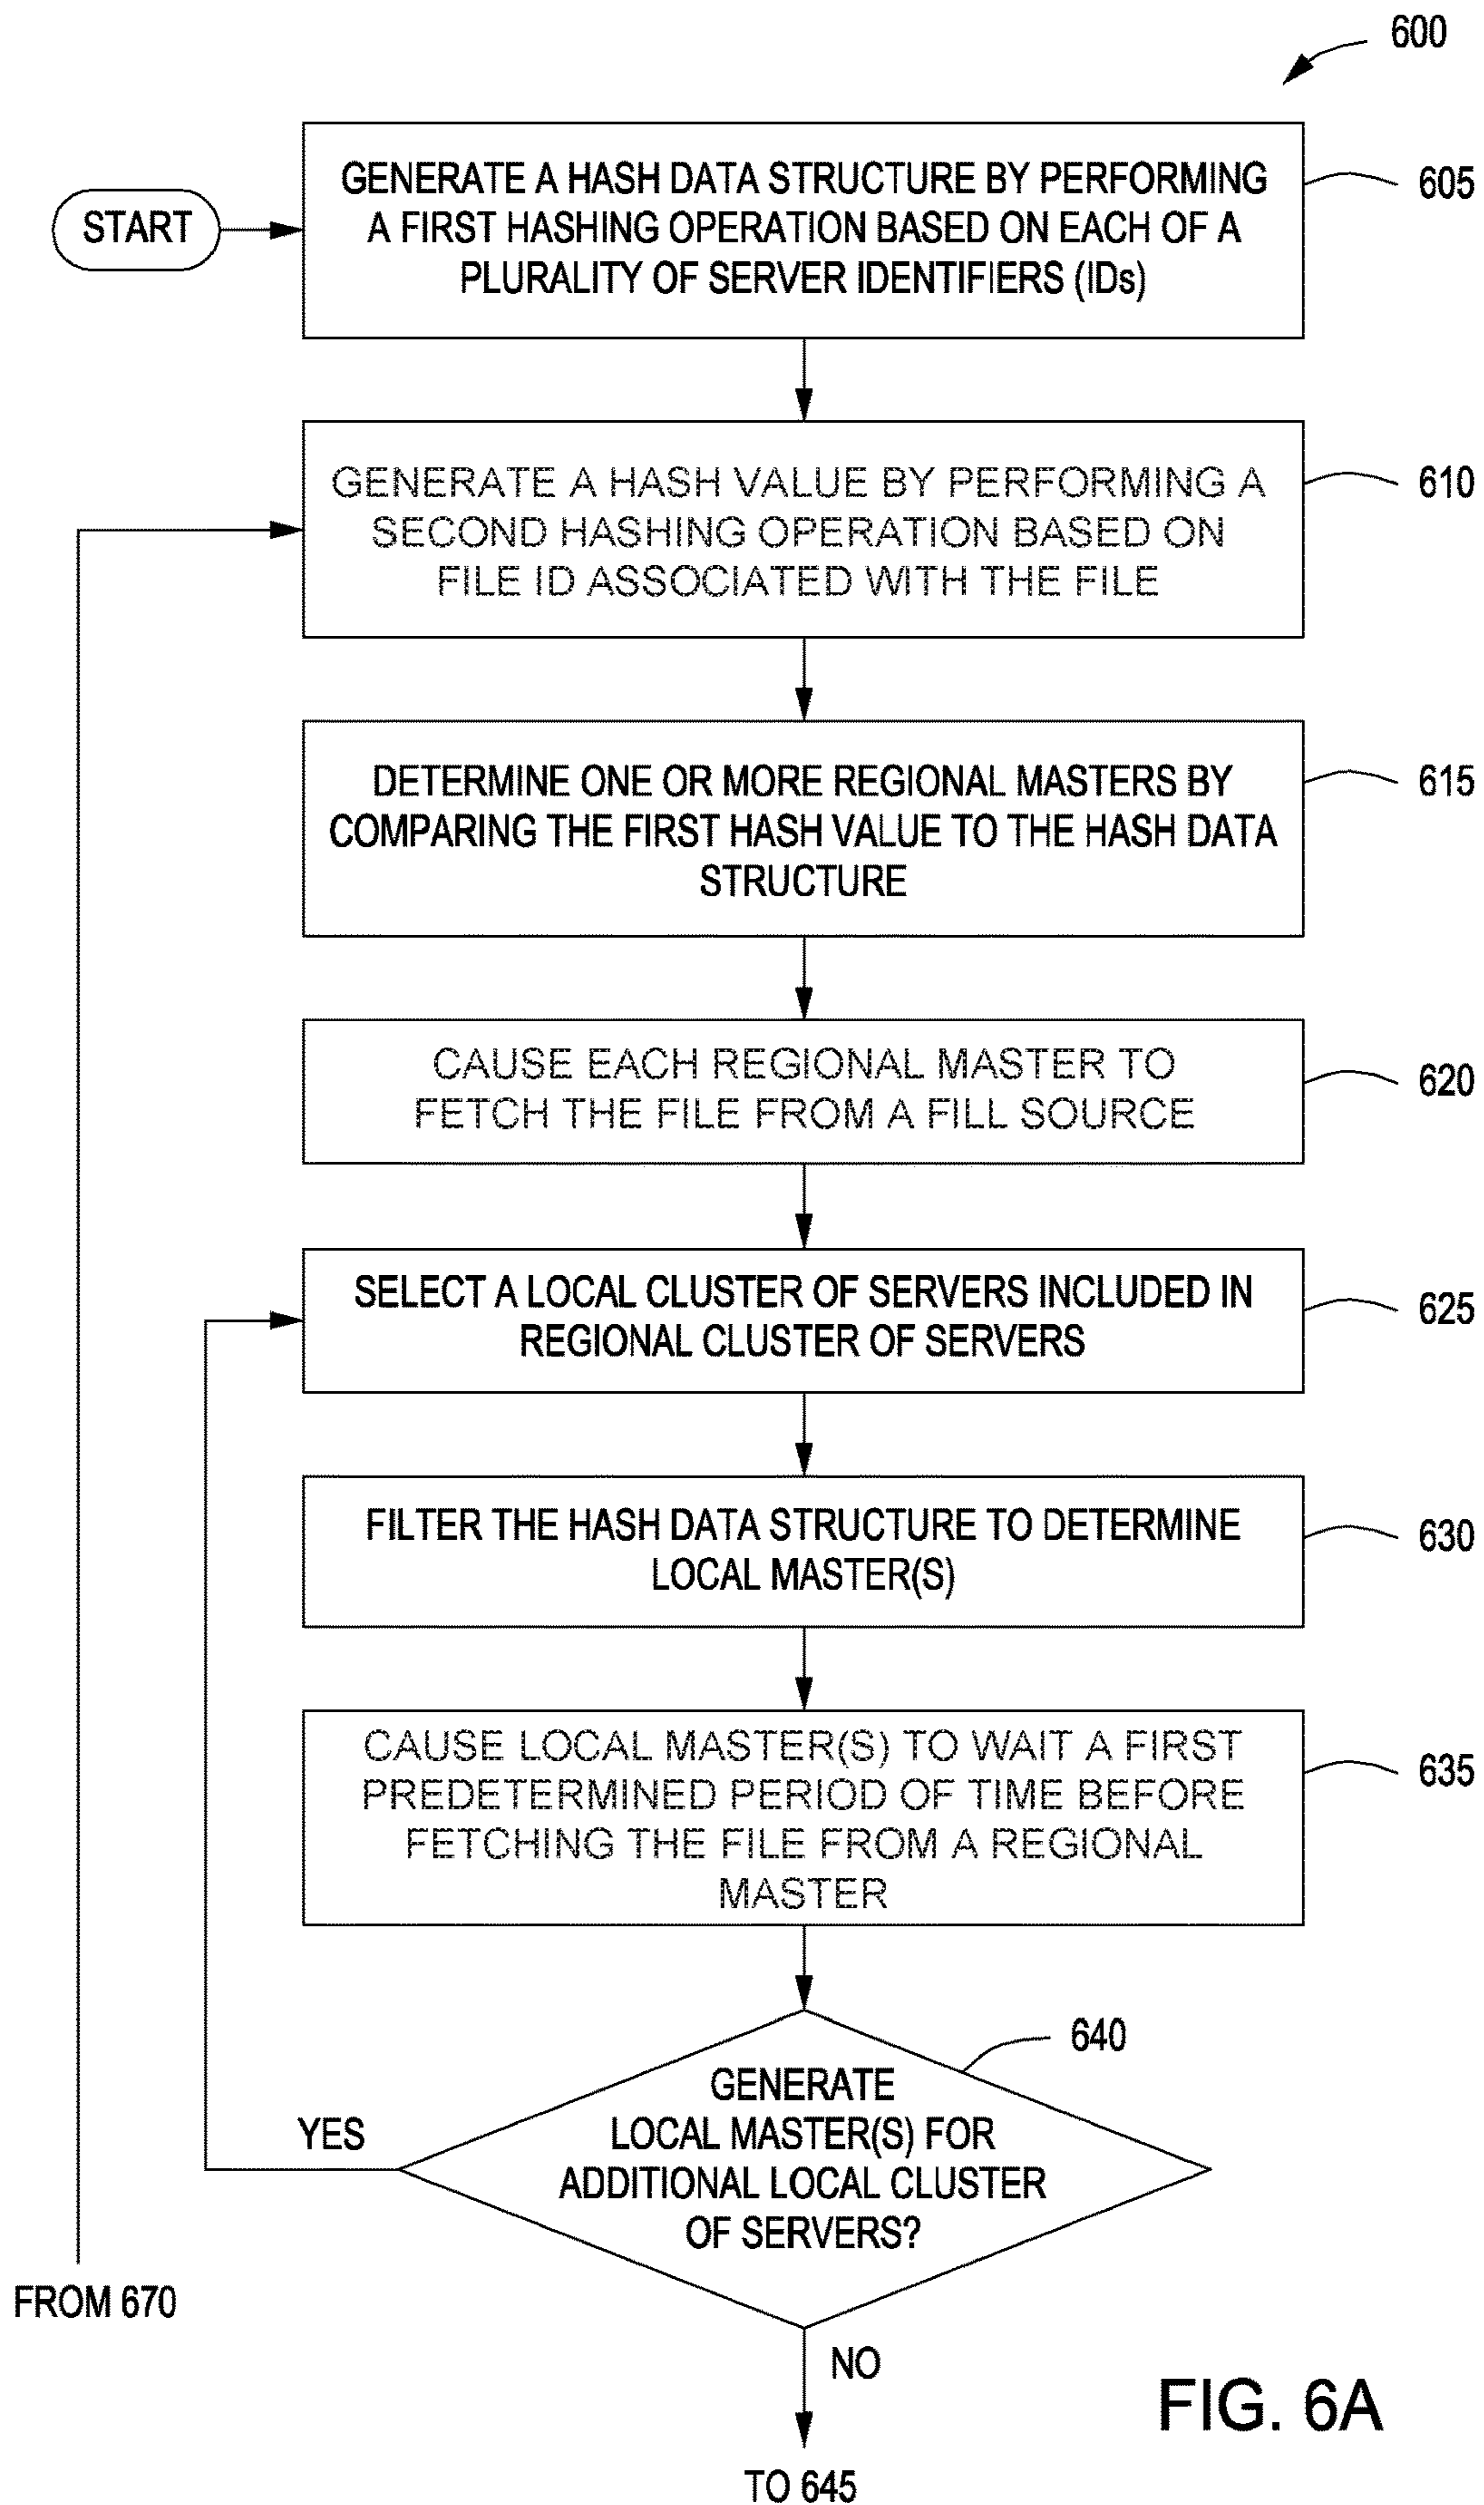 600
START
GENERATE A HASH DATA STRUCTURE BY PERFORMING
A FIRST HASHING OPERATION BASED ON EACH OF A
PLURALITY OF SERVER IDENTIFIERS (IDs)
605
GENERATE A HASH VALUE BY PERFORMING A
SECOND HASHING OPERATION BASED ON
FILE ID ASSOCIATED WITH THE FILE
610
DETERMINE ONE OR MORE REGIONAL MASTERS BY
COMPARING THE FIRST HASH VALUE TO THE HASH DATA
STRUCTURE
615
CAUSE EACH REGIONAL MASTER TO
FETCH THE FILE FROM A FILL SOURCE
620
SELECT A LOCAL CLUSTER OF SERVERS INCLUDED IN
REGIONAL CLUSTER OF SERVERS
625
FILTER THE HASH DATA STRUCTURE TO DETERMINE
LOCAL MASTER(S)
630
CAUSE LOCAL MASTER(S) TO WAIT A FIRST
PREDETERMINED PERIOD OF TIME BEFORE
FETCHING THE FILE FROM A REGIONAL
MASTER
635
640
GENERATE
LOCAL MASTER(S) FOR
ADDITIONAL LOCAL CLUSTER
OF SERVERS?
YES
FROM 670
NO
TO 645
FIG. 6A